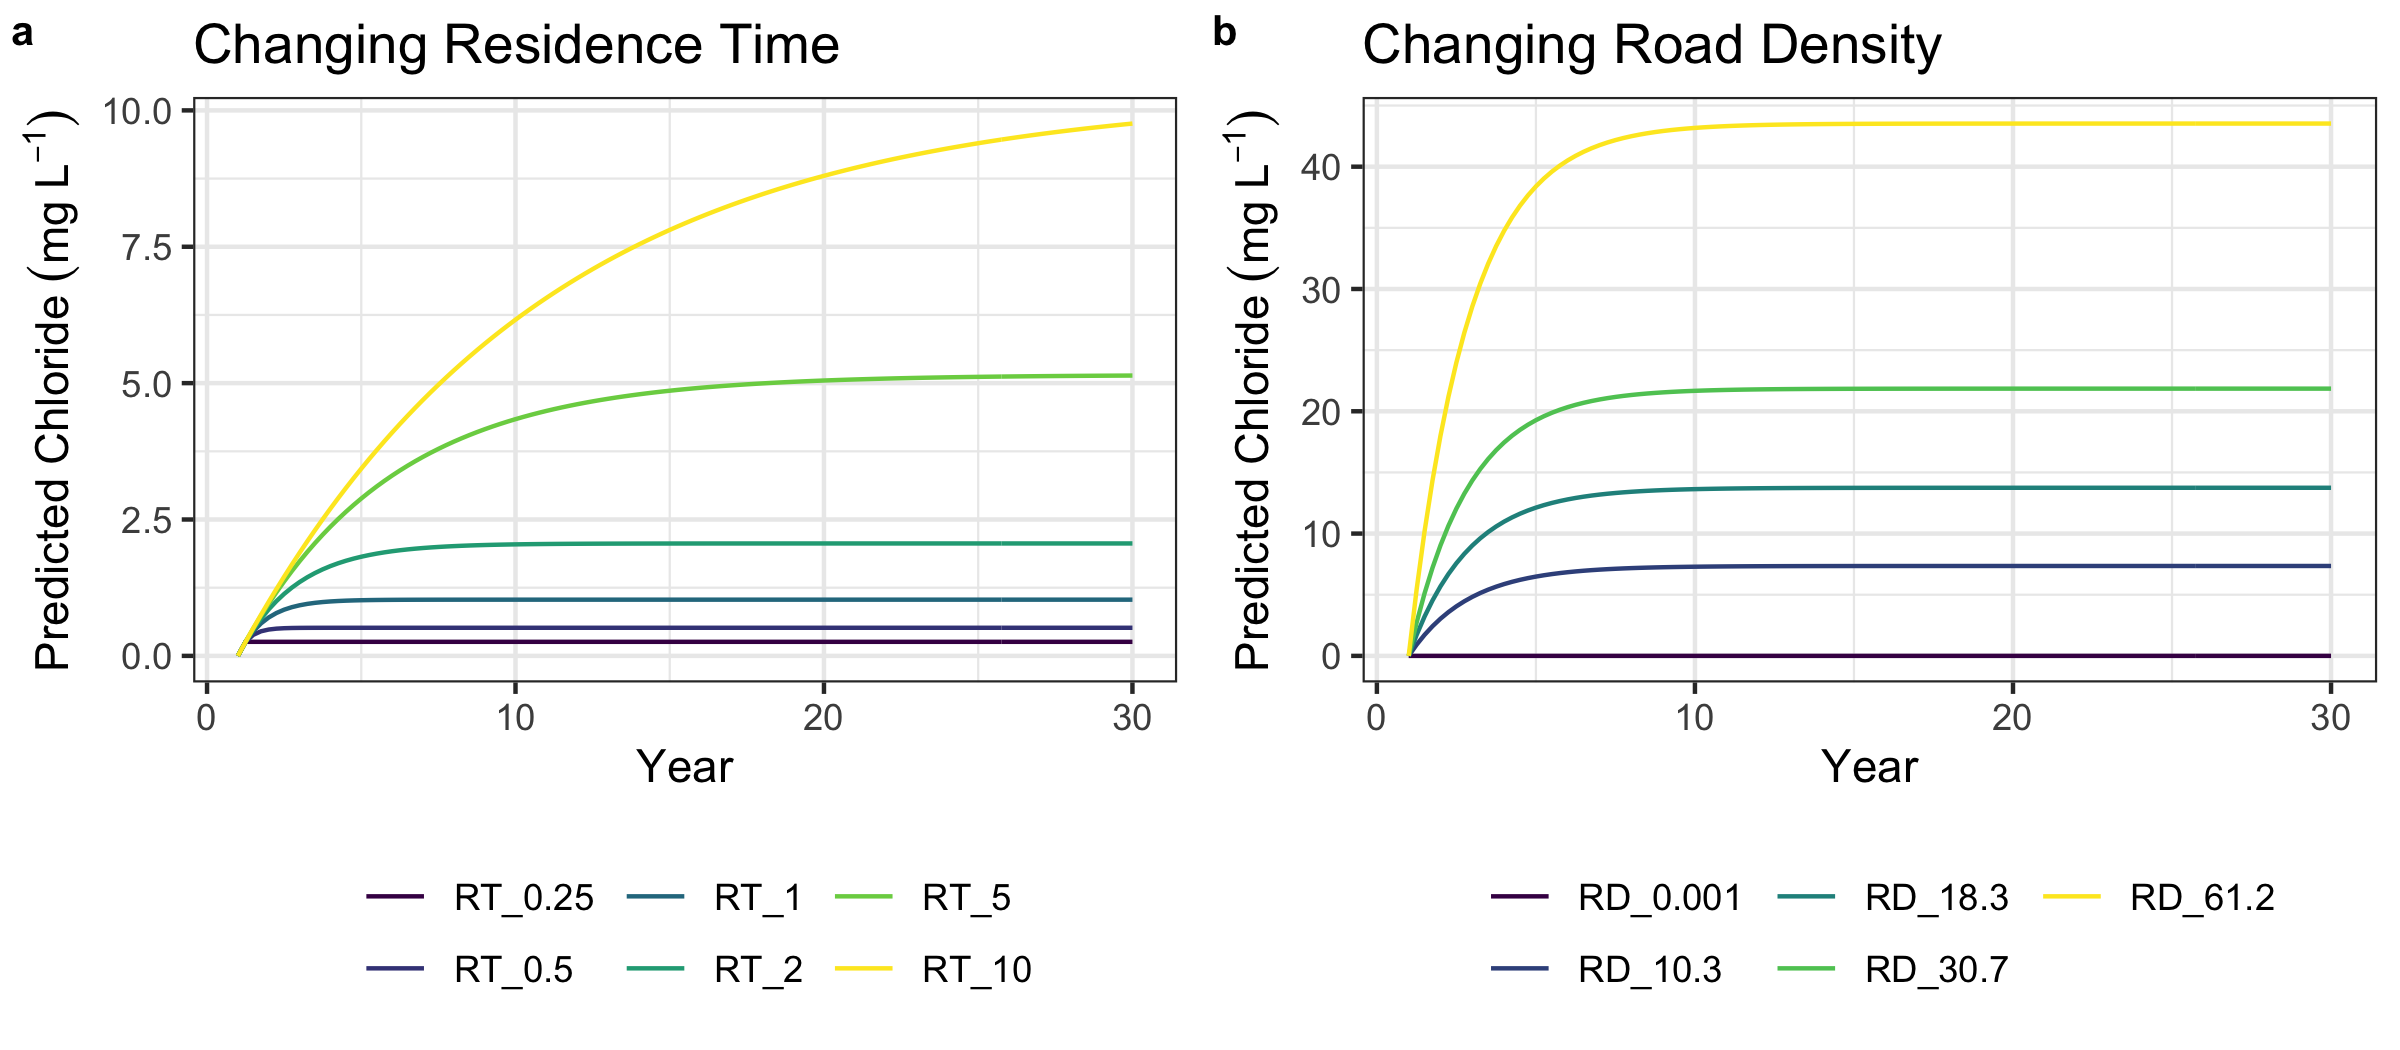 a
Changing Residence Time
Predicted Chloride (mg L⁻¹)
10.0
7.5
5.0
2.5
0.0
0 10 20 30
Year
RT_0.25 RT_1 RT_5
RT_0.5 RT_2 RT_10
b
Changing Road Density
Predicted Chloride (mg L⁻¹)
40
30
20
10
0
0 10 20 30
Year
RD_0.001 RD_18.3 RD_61.2
RD_10.3 RD_30.7